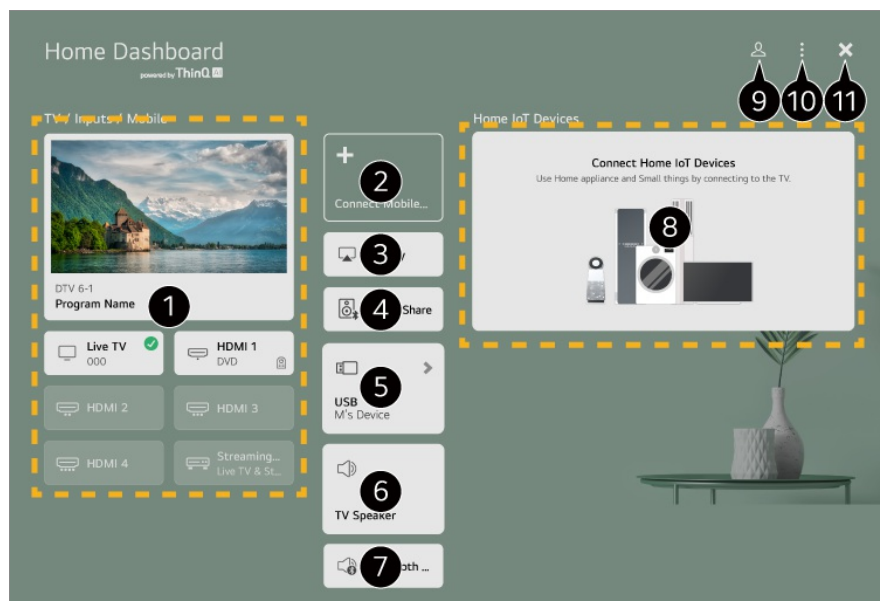 Home Dashboard
powered by ThinQ AI
9
10
11
TV / Inputs / Mobile
Home IoT Devices
DTV 6-1
Program Name
1
Live TV
000
HDMI 1
DVD
HDMI 2
HDMI 3
HDMI 4
Streaming...
Live TV & St...
+
2
Connect Mobile...
3
4
Share
5
USB
M's Device
6
TV Speaker
7
Connect Home IoT Devices
Use Home appliance and Small things by connecting to the TV.
8